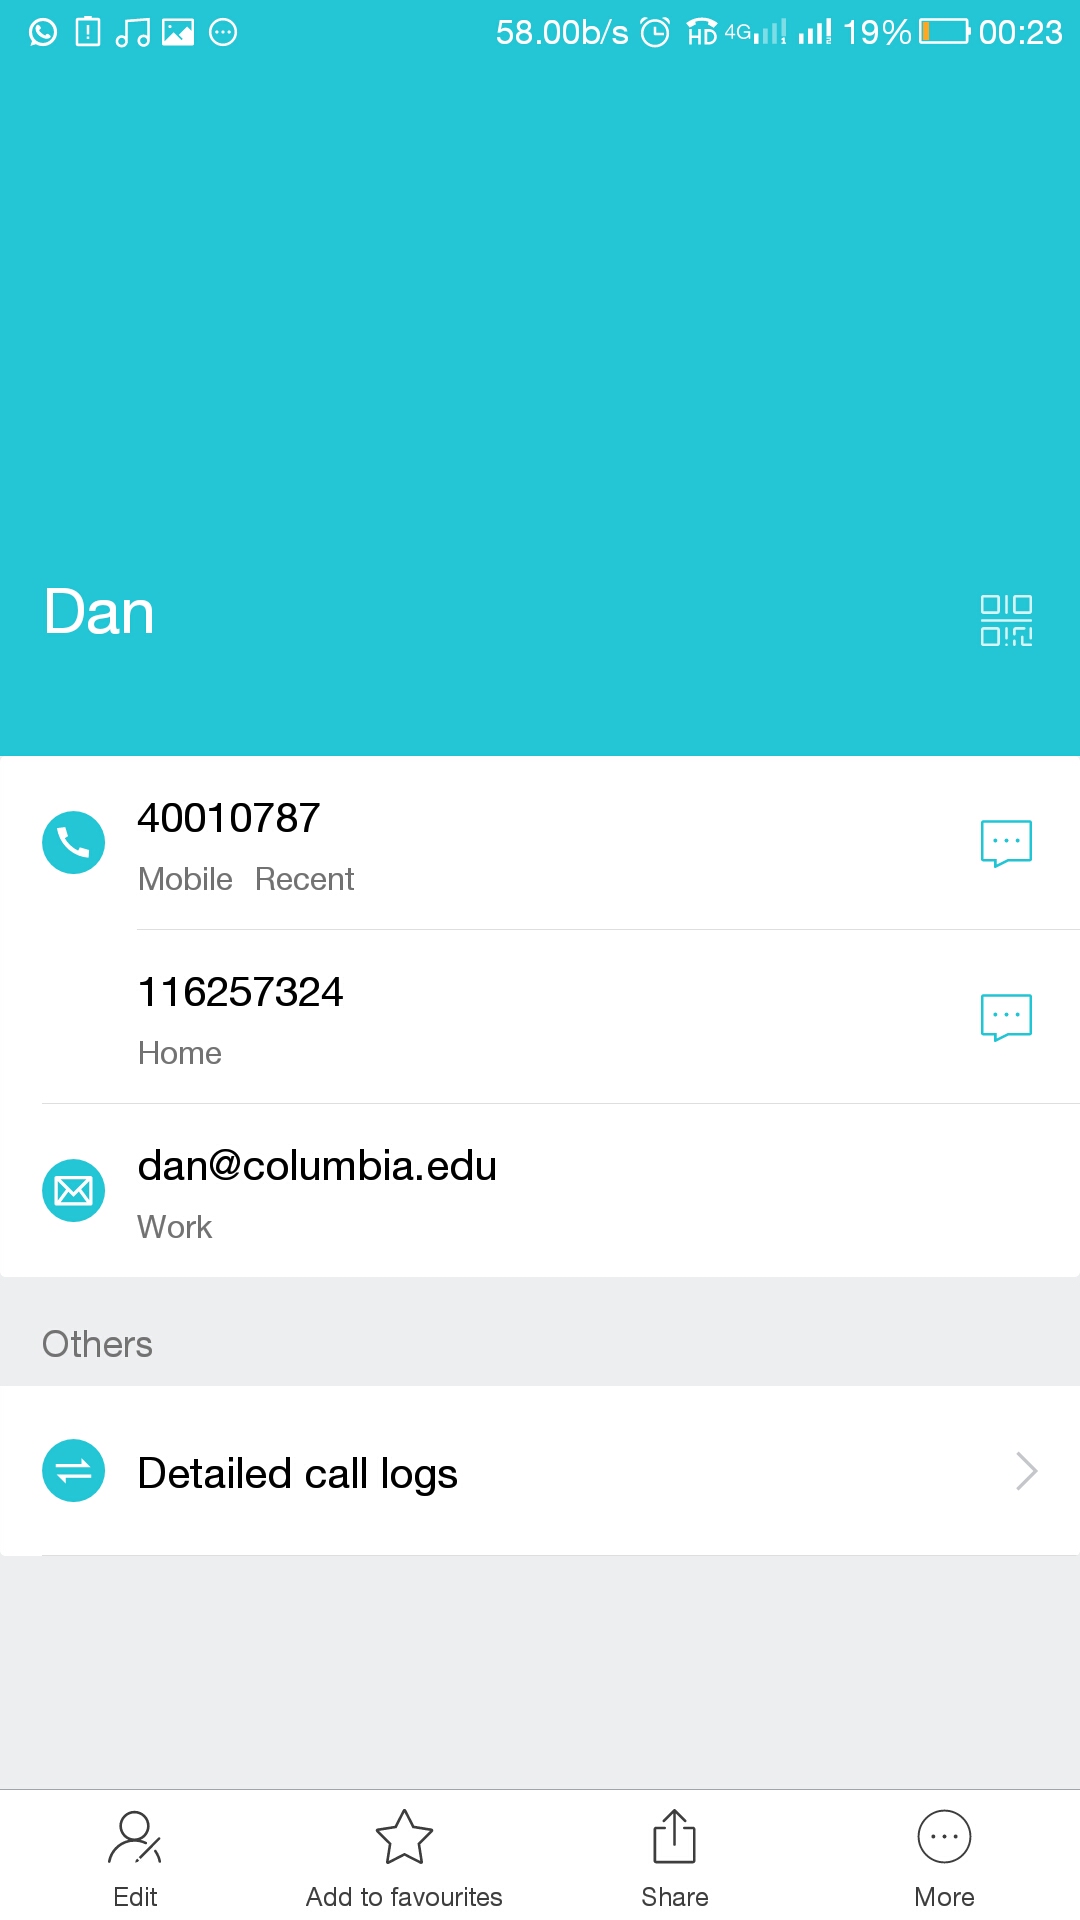 58.00b/s HD 4G 19% 00:23
Dan
40010787
Mobile Recent
116257324
Home
dan@columbia.edu
Work
Others
Detailed call logs
Edit Add to favourites Share More